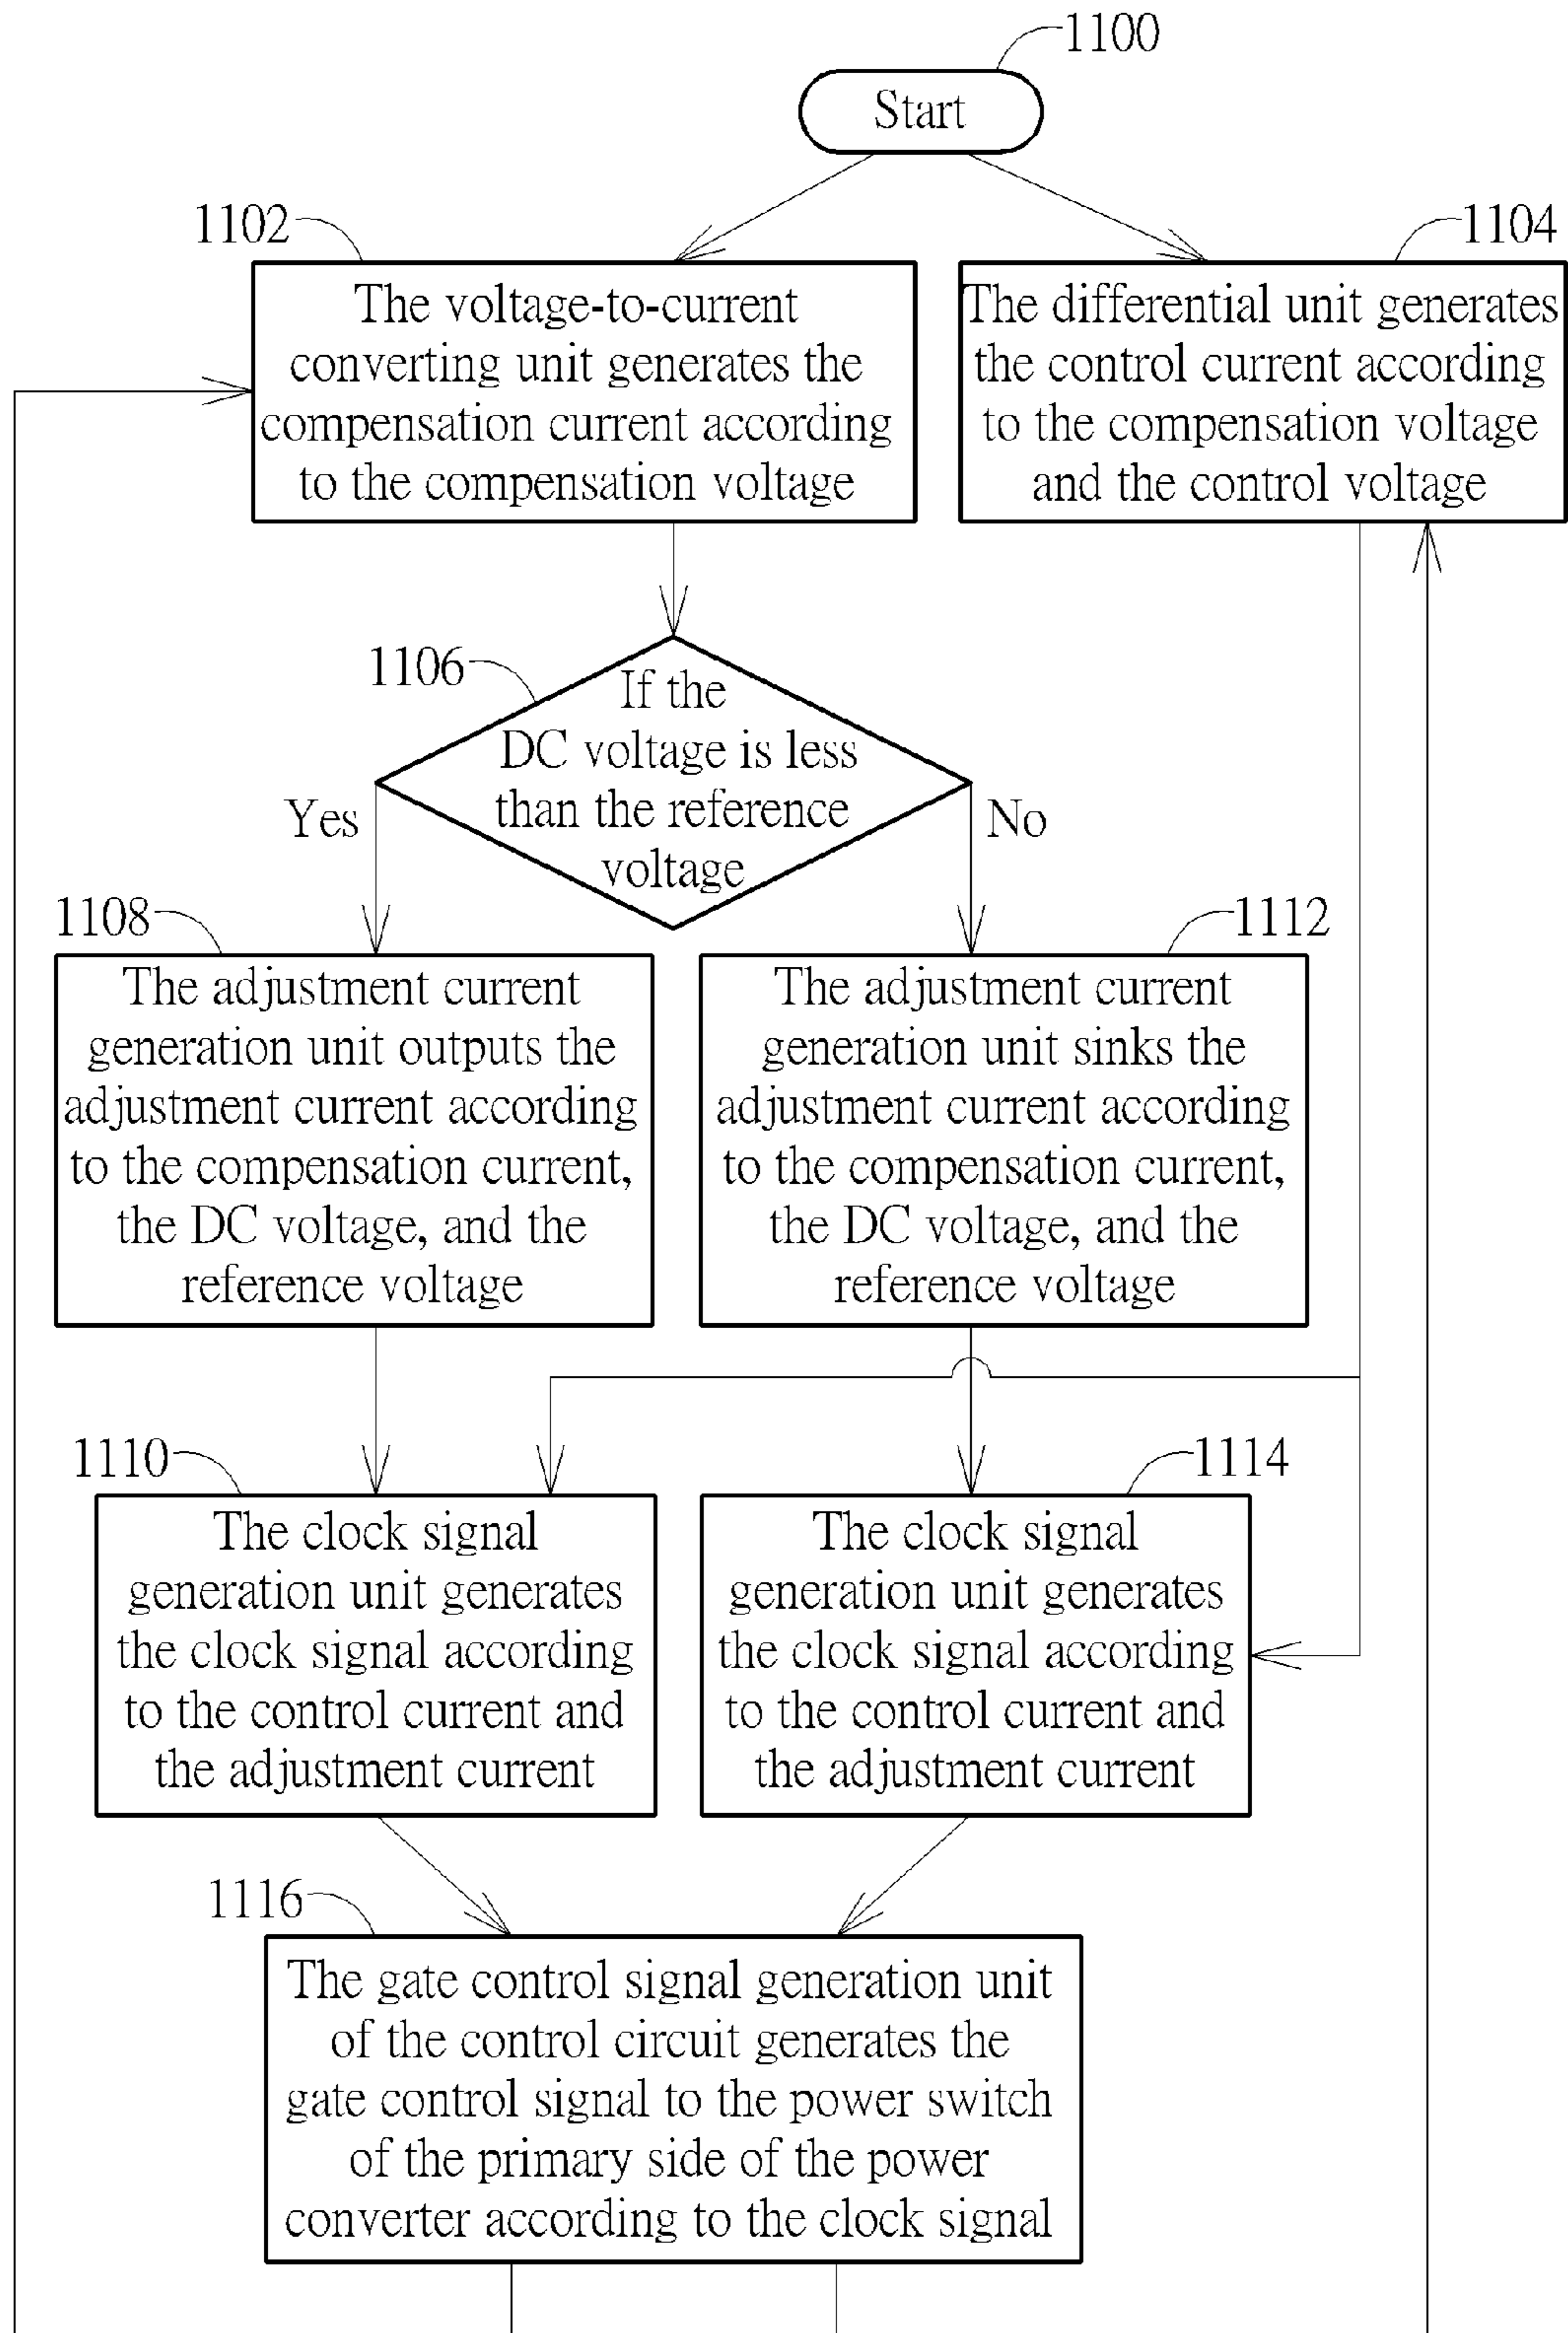 1100
Start
1102
The voltage-to-current
converting unit generates the
compensation current according
to the compensation voltage
1104
The differential unit generates
the control current according
to the compensation voltage
and the control voltage
1106
If the
DC voltage is less
than the reference
voltage
Yes
No
1108
The adjustment current
generation unit outputs the
adjustment current according
to the compensation current,
the DC voltage, and the
reference voltage
1112
The adjustment current
generation unit sinks the
adjustment current according
to the compensation current,
the DC voltage, and the
reference voltage
1110
The clock signal
generation unit generates
the clock signal according
to the control current and
the adjustment current
1114
The clock signal
generation unit generates
the clock signal according
to the control current and
the adjustment current
1116
The gate control signal generation unit
of the control circuit generates the
gate control signal to the power switch
of the primary side of the power
converter according to the clock signal